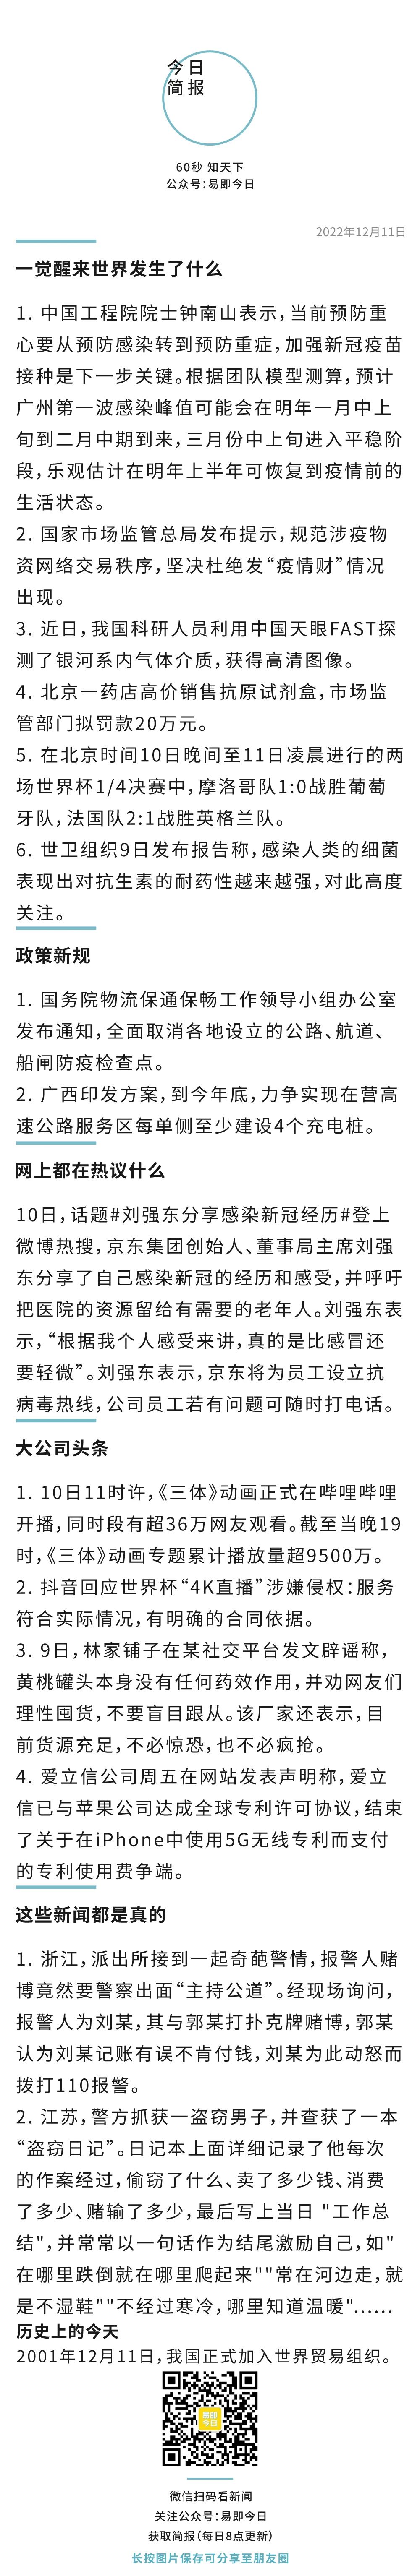 今日
简报
60秒 知天下
公众号：易即今日
2022年12月11日
一觉醒来世界发生了什么
1. 中国工程院院士钟南山表示，当前预防重
心要从预防感染转到预防重症，加强新冠疫苗
接种是下一步关键。根据团队模型测算，预计
广州第一波感染峰值可能会在明年一月中上
旬到二月中期到来，三月份中上旬进入平稳阶
段，乐观估计在明年上半年可恢复到疫情前的
生活状态。
2. 国家市场监管总局发布提示，规范涉疫物
资网络交易秩序，坚决杜绝发“疫情财”情况
出现。
3. 近日，我国科研人员利用中国天眼FAST探
测了银河系内气体介质，获得高清图像。
4. 北京一药店高价销售抗原试剂盒，市场监
管部门拟罚款20万元。
5. 在北京时间10日晚间至11日凌晨进行的两
场世界杯1/4决赛中，摩洛哥队1:0战胜葡萄
牙队，法国队2:1战胜英格兰队。
6. 世卫组织9日发布报告称，感染人类的细菌
表现出对抗生素的耐药性越来越强，对此高度
关注。
政策新规
1. 国务院物流保通保畅工作领导小组办公室
发布通知，全面取消各地设立的公路、航道、
船闸防疫检查点。
2. 广西印发方案，到今年底，力争实现在营高
速公路服务区每单侧至少建设4个充电桩。
网上都在热议什么
10日，话题#刘强东分享感染新冠经历#登上
微博热搜，京东集团创始人、董事局主席刘强
东分享了自己感染新冠的经历和感受，并呼吁
把医院的资源留给有需要的老年人。刘强东表
示，“根据我个人感受来讲，真的是比感冒还
要轻微”。刘强东表示，京东将为员工设立抗
病毒热线，公司员工若有问题可随时打电话。
大公司头条
1. 10日11时许，《三体》动画正式在哔哩哔哩
开播，同时段有超36万网友观看。截至当晚19
时，《三体》动画专题累计播放量超9500万。
2. 抖音回应世界杯“4K直播”涉嫌侵权：服务
符合实际情况，有明确的合同依据。
3. 9日，林家铺子在某社交平台发文辟谣称，
黄桃罐头本身没有任何药效作用，并劝网友们
理性囤货，不要盲目跟从。该厂家还表示，目
前货源充足，不必惊恐，也不必疯抢。
4. 爱立信公司周五在网站发表声明称，爱立
信已与苹果公司达成全球专利许可协议，结束
了关于在iPhone中使用5G无线专利而支付
的专利使用费争端。
这些新闻都是真的
1. 浙江，派出所接到一起奇葩警情，报警人赌
博竟然要警察出面“主持公道”。经现场询问，
报警人为刘某，其与郭某打扑克牌赌博，郭某
认为刘某记账有误不肯付钱，刘某为此动怒而
拨打110报警。
2. 江苏，警方抓获一盗窃男子，并查获了一本
“盗窃日记”。日记本上面详细记录了他每次
的作案经过，偷窃了什么、卖了多少钱、消费
了多少、赌输了多少，最后写上当日 "工作总
结"，并常常以一句话作为结尾激励自己，如"
在哪里跌倒就在哪里爬起来""常在河边走，就
是不湿鞋""不经过寒冷，哪里知道温暖"……
历史上的今天
2001年12月11日，我国正式加入世界贸易组织。
易即
今日
微信扫码看新闻
关注公众号：易即今日
获取简报（每日8点更新）
长按图片保存可分享至朋友圈